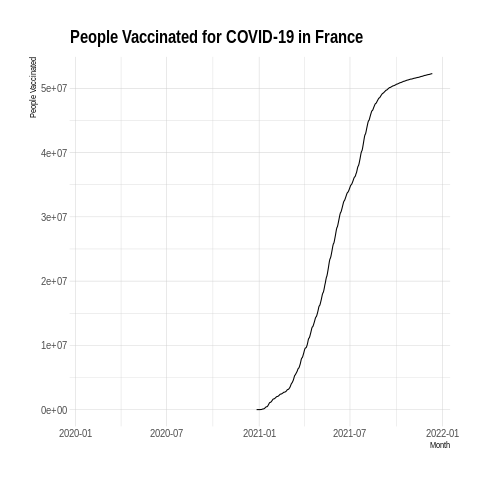 People Vaccinated for COVID-19 in France
People Vaccinated
5e+07
4e+07
3e+07
2e+07
1e+07
0e+00
2020-01 2020-07 2021-01 2021-07 2022-01
Month